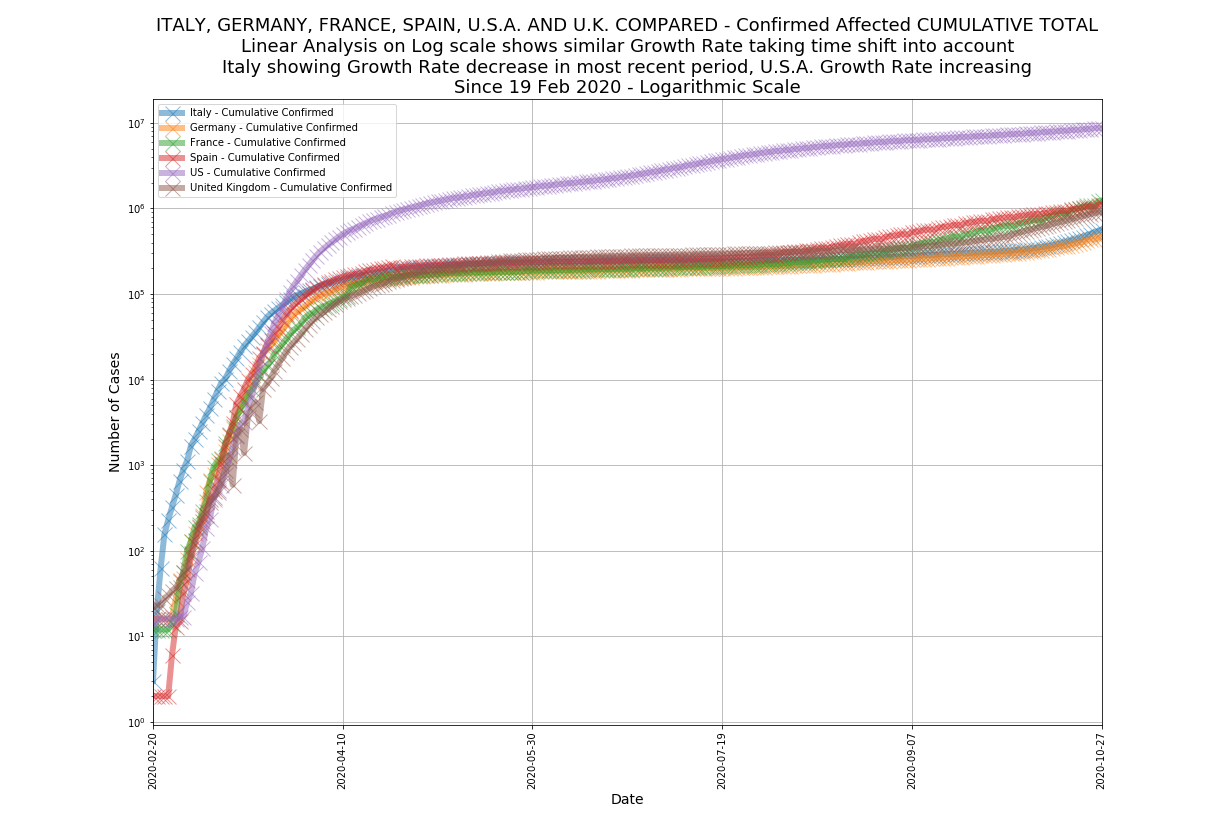 ITALY, GERMANY, FRANCE, SPAIN, U.S.A. AND U.K. COMPARED - Confirmed Affected CUMULATIVE TOTAL
Linear Analysis on Log scale shows similar Growth Rate taking time shift into account
Italy showing Growth Rate decrease in most recent period, U.S.A. Growth Rate increasing
Since 19 Feb 2020 - Logarithmic Scale
Italy - Cumulative Confirmed
Germany - Cumulative Confirmed
France - Cumulative Confirmed
Spain - Cumulative Confirmed
US - Cumulative Confirmed
United Kingdom - Cumulative Confirmed
Number of Cases
10⁷
10⁶
10⁵
10⁴
10³
10²
10¹
10⁰
2020-02-20
2020-04-10
2020-05-30
2020-07-19
2020-09-07
2020-10-27
Date